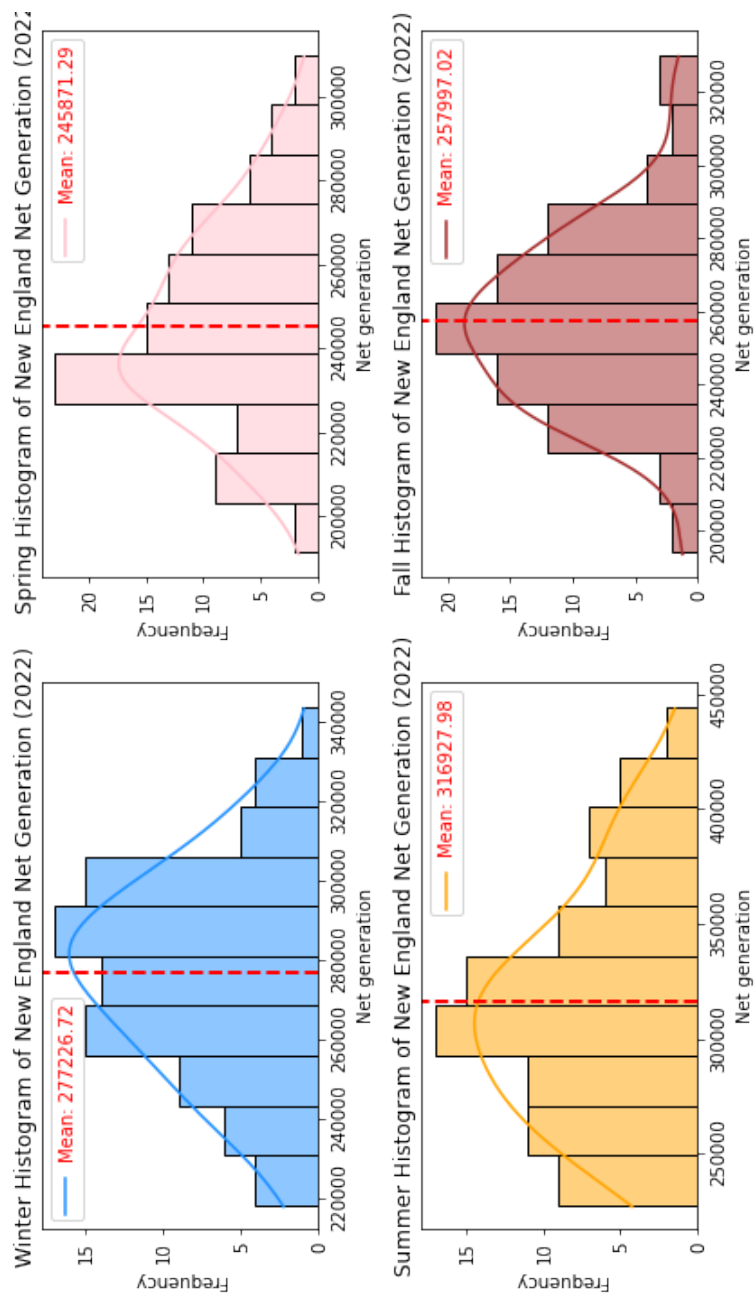 Winter Histogram of New England Net Generation (2022)
Mean: 277226.72
Frequency
15
10
5
0
220000 240000 260000 280000 300000 320000 340000
Net generation
Spring Histogram of New England Net Generation (2022)
Mean: 245871.29
Frequency
20
15
10
5
0
200000 220000 240000 260000 280000 300000
Net generation
Summer Histogram of New England Net Generation (2022)
Mean: 316927.98
Frequency
15
10
5
0
250000 300000 350000 400000 450000
Net generation
Fall Histogram of New England Net Generation (2022)
Mean: 257997.02
Frequency
20
15
10
5
0
200000 220000 240000 260000 280000 300000 320000
Net generation